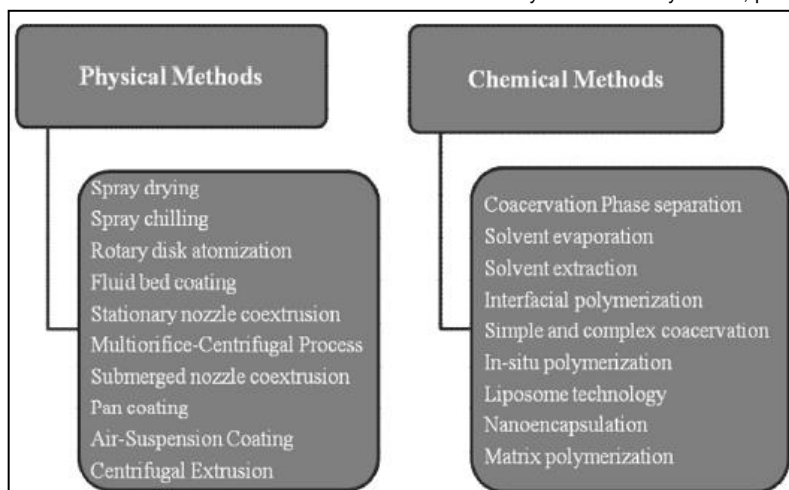 Physical Methods
Spray drying
Spray chilling
Rotary disk atomization
Fluid bed coating
Stationary nozzle coextrusion
Multiorifice-Centrifugal Process
Submerged nozzle coextrusion
Pan coating
Air-Suspension Coating
Centrifugal Extrusion
Chemical Methods
Coacervation Phase separation
Solvent evaporation
Solvent extraction
Interfacial polymerization
Simple and complex coacervation
In-situ polymerization
Liposome technology
Nanoencapsulation
Matrix polymerization